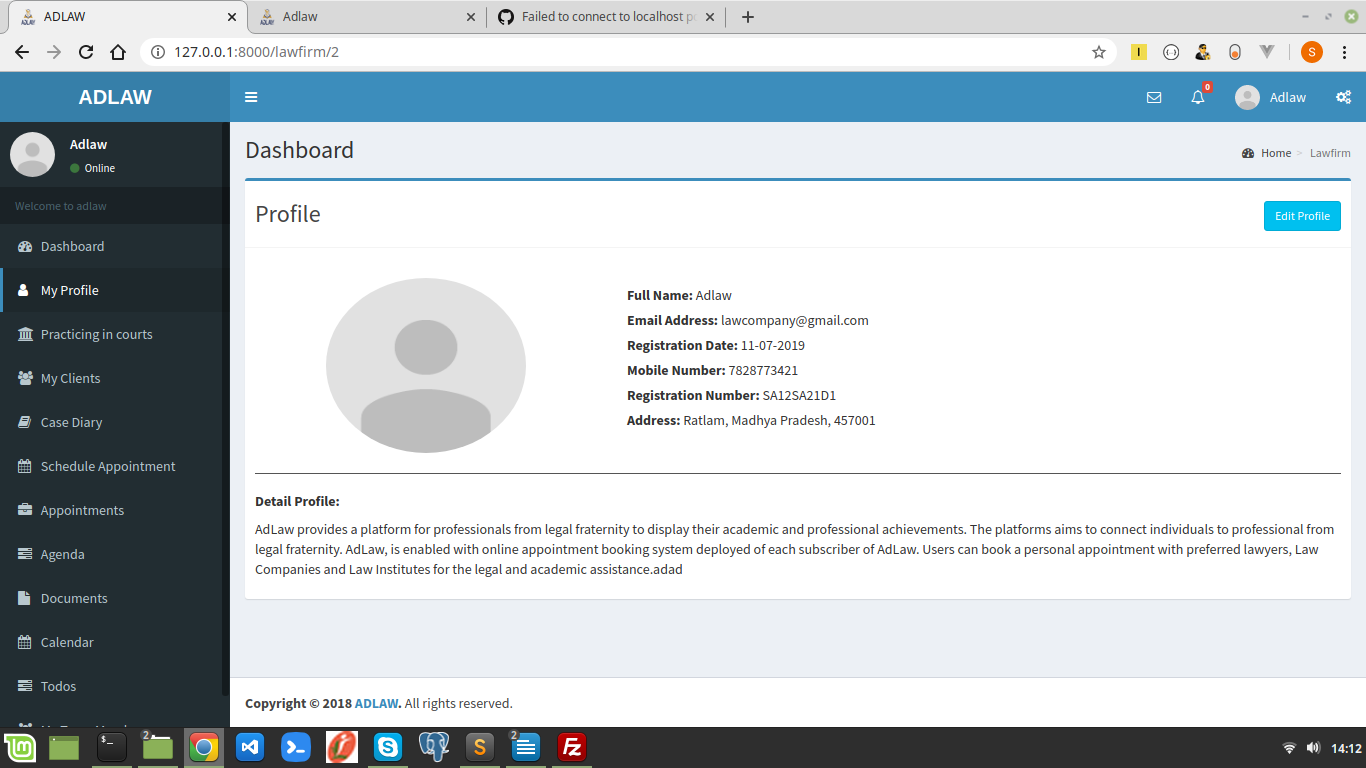 ADLAW
Adlaw
Failed to connect to localhost p
127.0.0.1:8000/lawfirm/2
I
S
ADLAW
0
Adlaw
Adlaw
Online
Dashboard
Home > Lawfirm
Welcome to adlaw
Profile
Edit Profile
Dashboard
My Profile
Practicing in courts
My Clients
Case Diary
Schedule Appointment
Appointments
Agenda
Documents
Calendar
Todos
Full Name: Adlaw
Email Address: lawcompany@gmail.com
Registration Date: 11-07-2019
Mobile Number: 7828773421
Registration Number: SA12SA21D1
Address: Ratlam, Madhya Pradesh, 457001
Detail Profile:
AdLaw provides a platform for professionals from legal fraternity to display their academic and professional achievements. The platforms aims to connect individuals to professional from
legal fraternity. AdLaw, is enabled with online appointment booking system deployed of each subscriber of AdLaw. Users can book a personal appointment with preferred lawyers, Law
Companies and Law Institutes for the legal and academic assistance.adad
Copyright © 2018 ADLAW. All rights reserved.
2
2
14:12